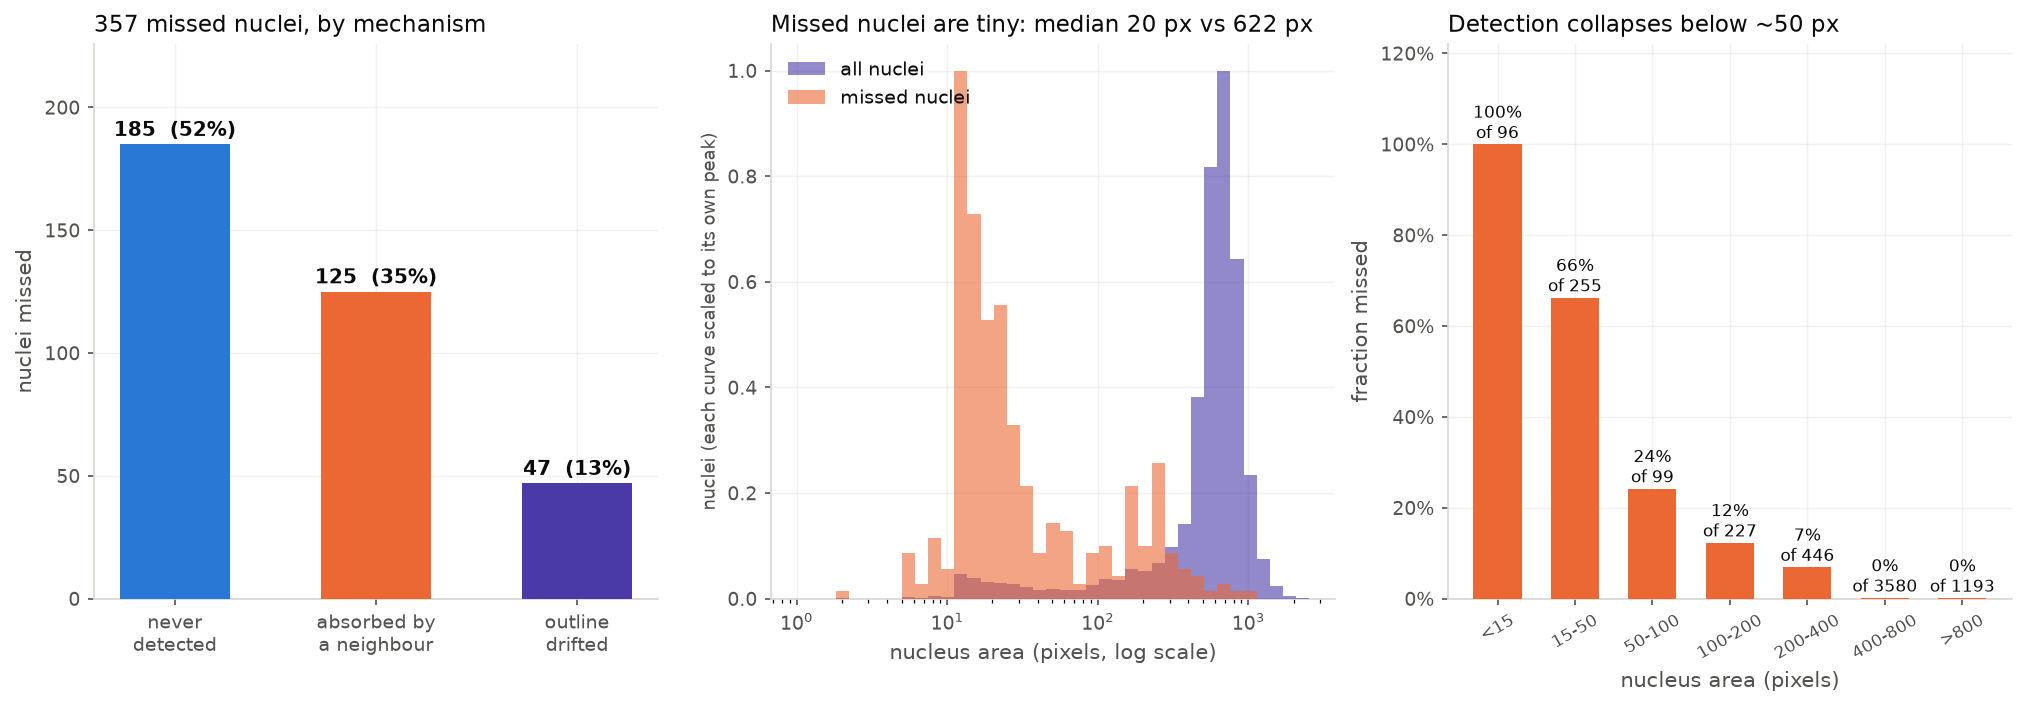 357 missed nuclei, by mechanism
nuclei missed
200
150
100
50
0
185 (52%)
125 (35%)
47 (13%)
never
detected
absorbed by
a neighbour
outline
drifted
Missed nuclei are tiny: median 20 px vs 622 px
all nuclei
missed nuclei
nuclei (each curve scaled to its own peak)
1.0
0.8
0.6
0.4
0.2
0.0
10⁰
10¹
10²
10³
nucleus area (pixels, log scale)
Detection collapses below ~50 px
fraction missed
120%
100%
80%
60%
40%
20%
0%
100%
of 96
66%
of 255
24%
of 99
12%
of 227
7%
of 446
0%
of 3580
0%
of 1193
<15
15-50
50-100
100-200
200-400
400-800
>800
nucleus area (pixels)